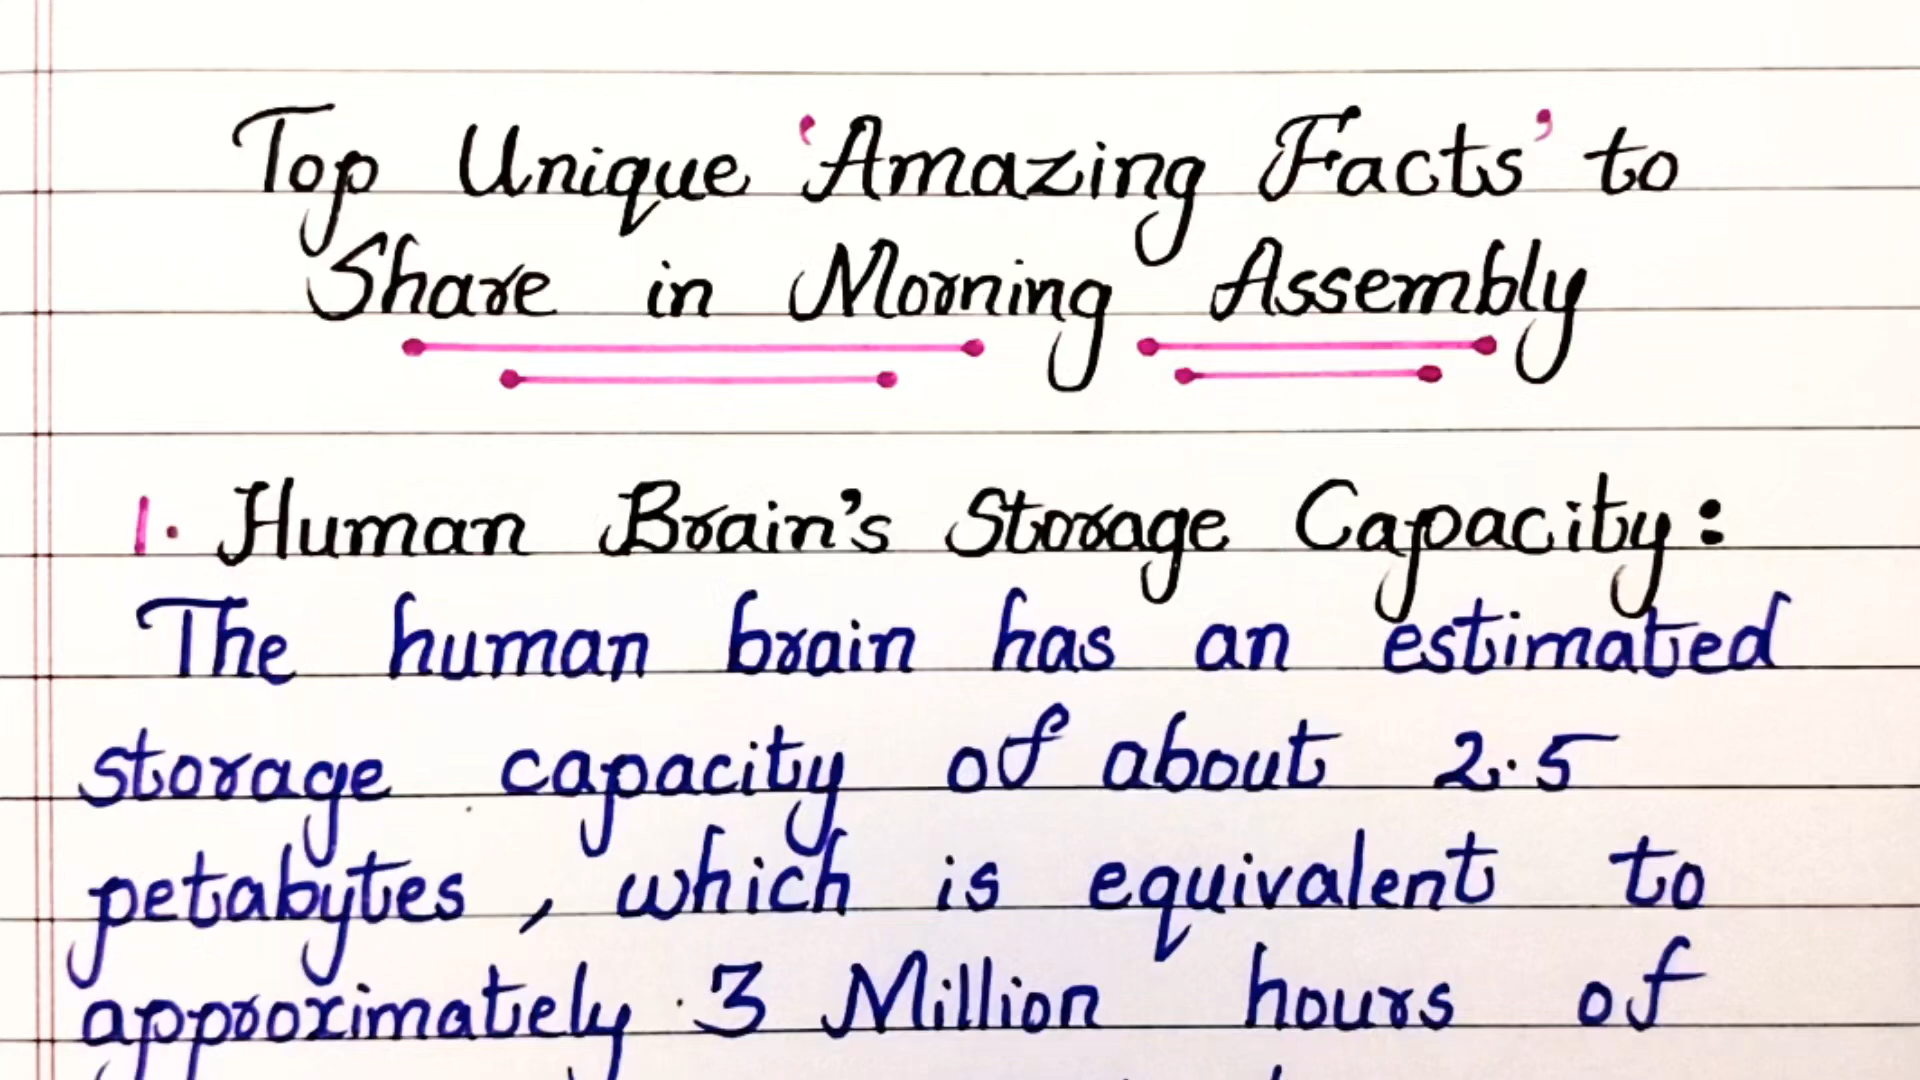 Top Unique 'Amazing Facts' to
Share in Morning Assembly
1. Human Brain's Storage Capacity:
The human brain has an estimated
storage capacity of about 2.5
petabytes, which is equivalent to
approximately 3 Million hours of